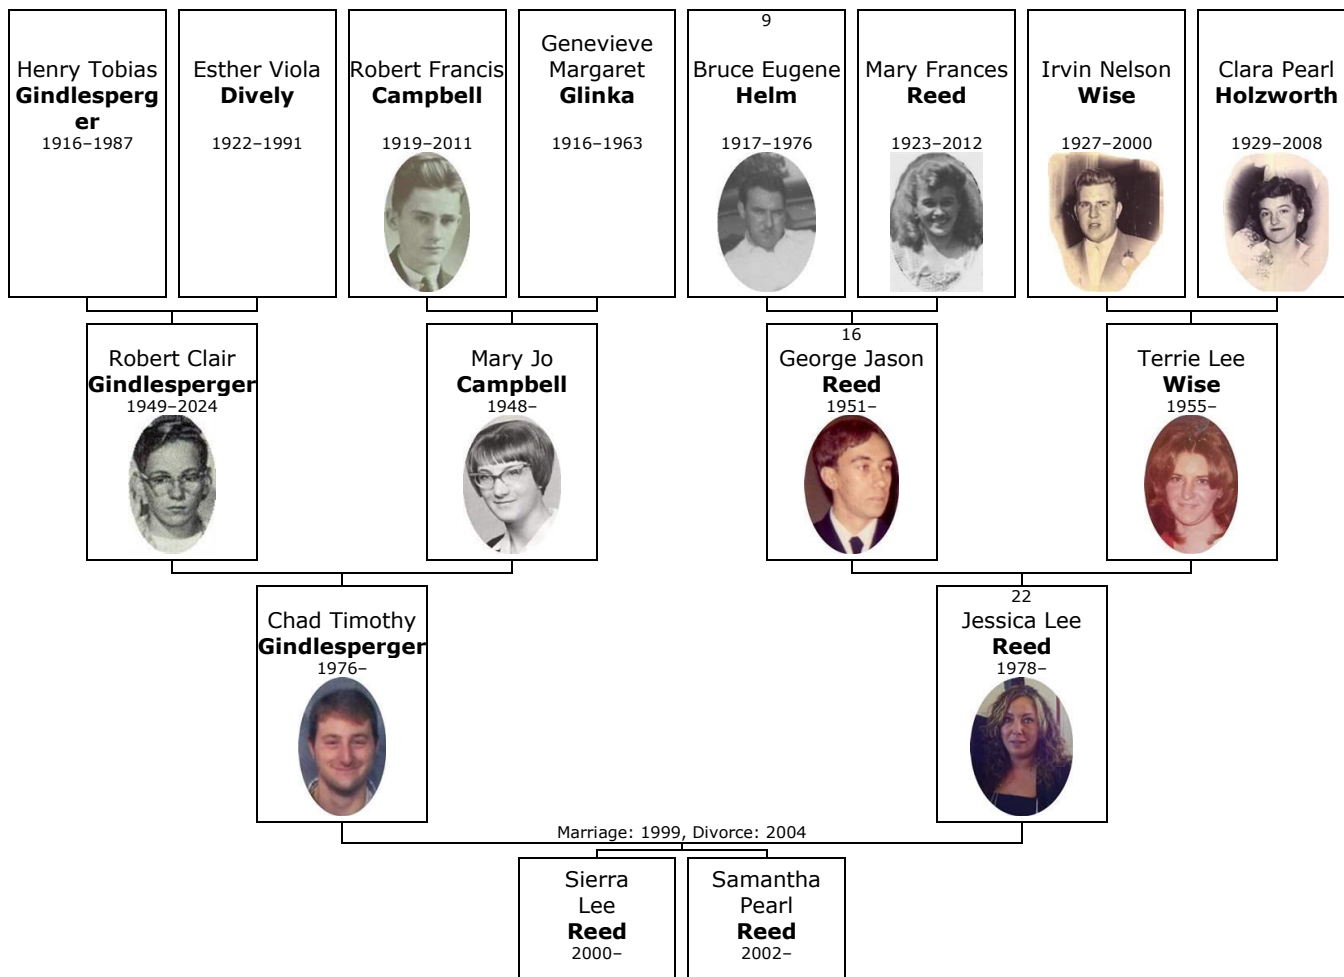 Henry Tobias
Gindlesperg
er
1916–1987
Esther Viola
Dively
1922–1991
Robert Francis
Campbell
1919–2011
Genevieve
Margaret
Glinka
1916–1963
9
Bruce Eugene
Helm
1917–1976
Mary Frances
Reed
1923–2012
Irvin Nelson
Wise
1927–2000
Clara Pearl
Holzworth
1929–2008
Robert Clair
Gindlesperger
1949–2024
Mary Jo
Campbell
1948–
16
George Jason
Reed
1951–
Terrie Lee
Wise
1955–
Chad Timothy
Gindlesperger
1976–
22
Jessica Lee
Reed
1978–
Marriage: 1999, Divorce: 2004
Sierra
Lee
Reed
2000–
Samantha
Pearl
Reed
2002–